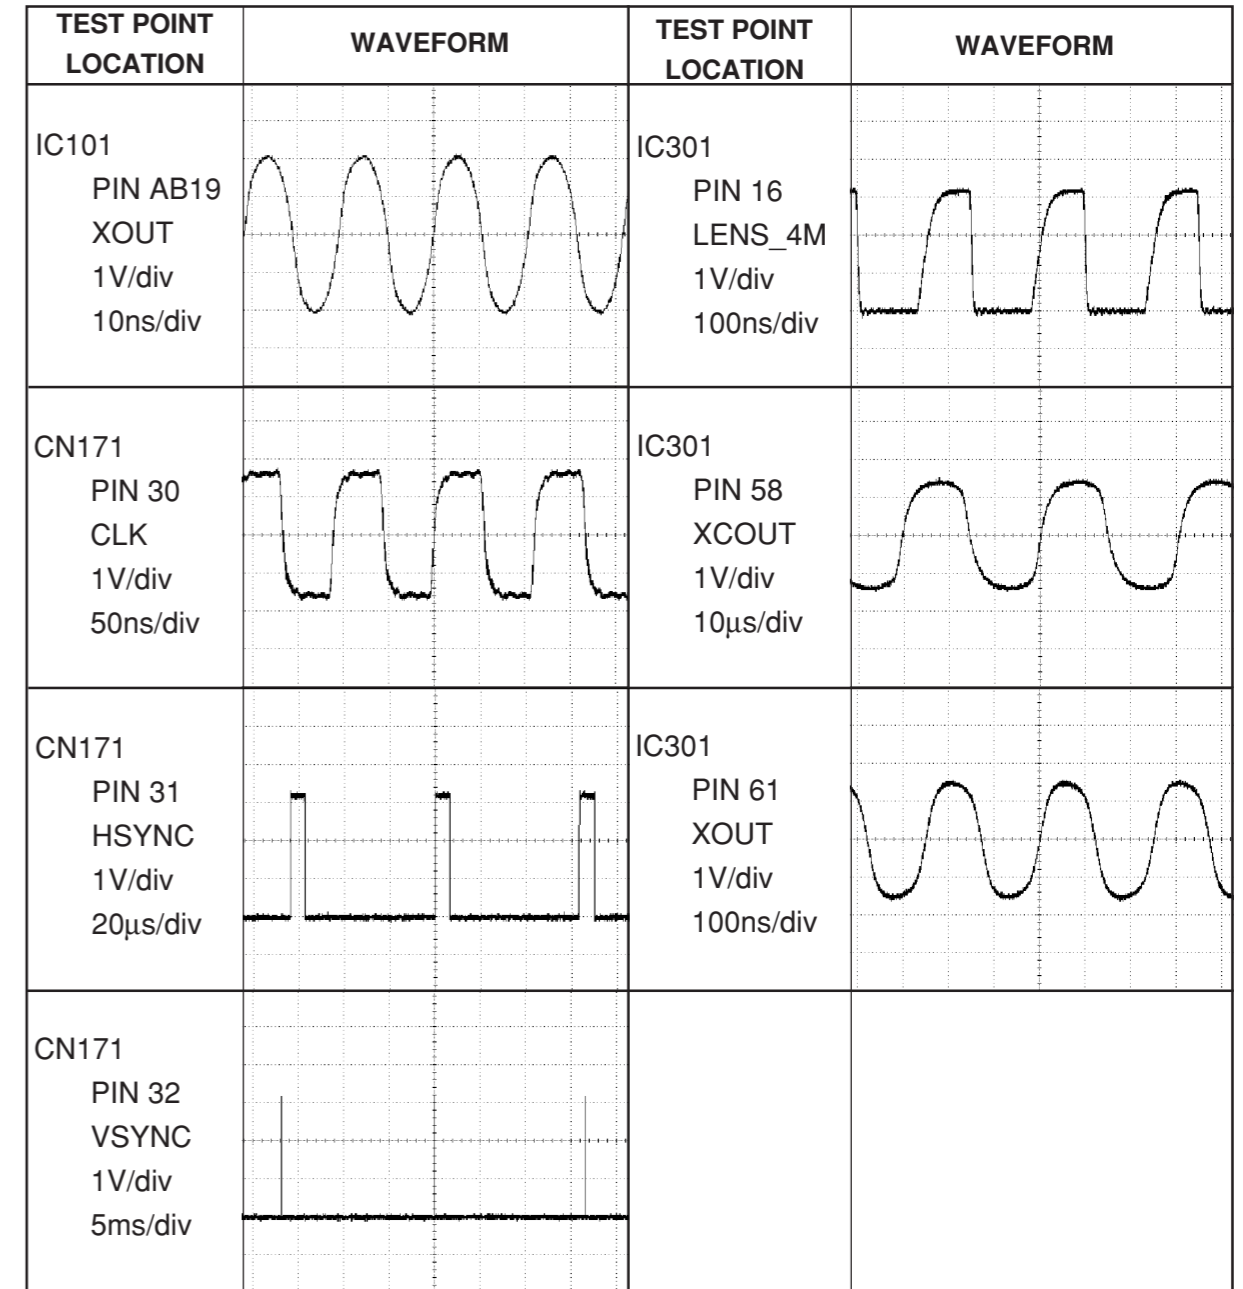 TEST POINT
LOCATION
WAVEFORM
TEST POINT
LOCATION
WAVEFORM
IC101
PIN AB19
XOUT
1V/div
10ns/div
IC301
PIN 16
LENS_4M
1V/div
100ns/div
CN171
PIN 30
CLK
1V/div
50ns/div
IC301
PIN 58
XCOUT
1V/div
10μs/div
CN171
PIN 31
HSYNC
1V/div
20μs/div
IC301
PIN 61
XOUT
1V/div
100ns/div
CN171
PIN 32
VSYNC
1V/div
5ms/div